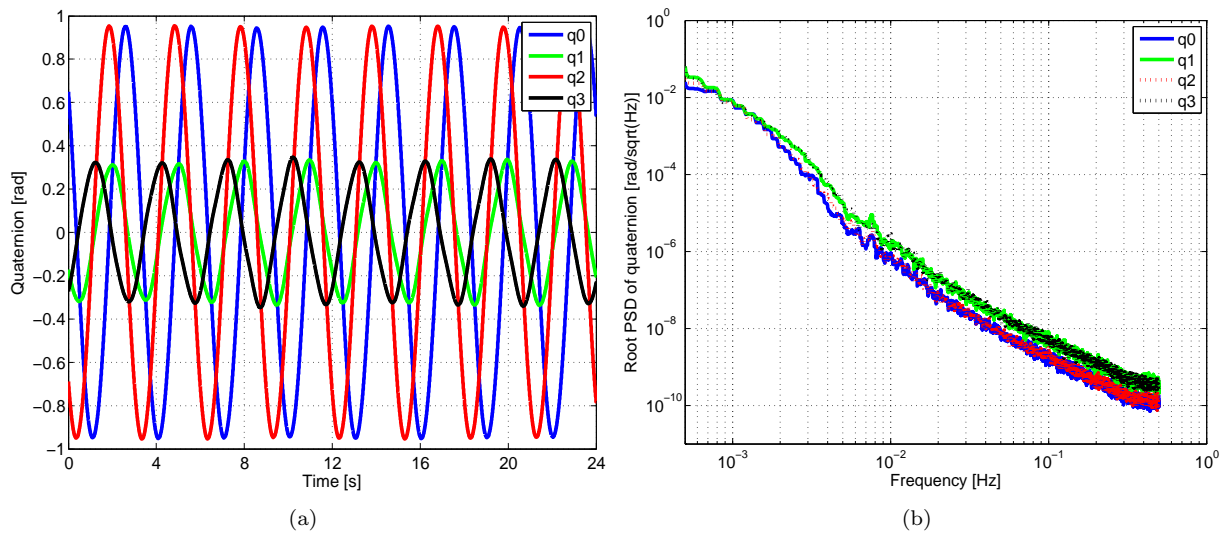 1
0.8
0.6
0.4
0.2
0
−0.2
−0.4
−0.6
−0.8
−1
Quaternion [rad]
0 4 8 12 16 20 24
Time [s]
q0
q1
q2
q3
(a)
10^0
10^−2
10^−4
10^−6
10^−8
10^−10
Root PSD of quaternion [rad/sqrt(Hz)]
10^−3 10^−2 10^−1 10^0
Frequency [Hz]
q0
q1
q2
q3
(b)